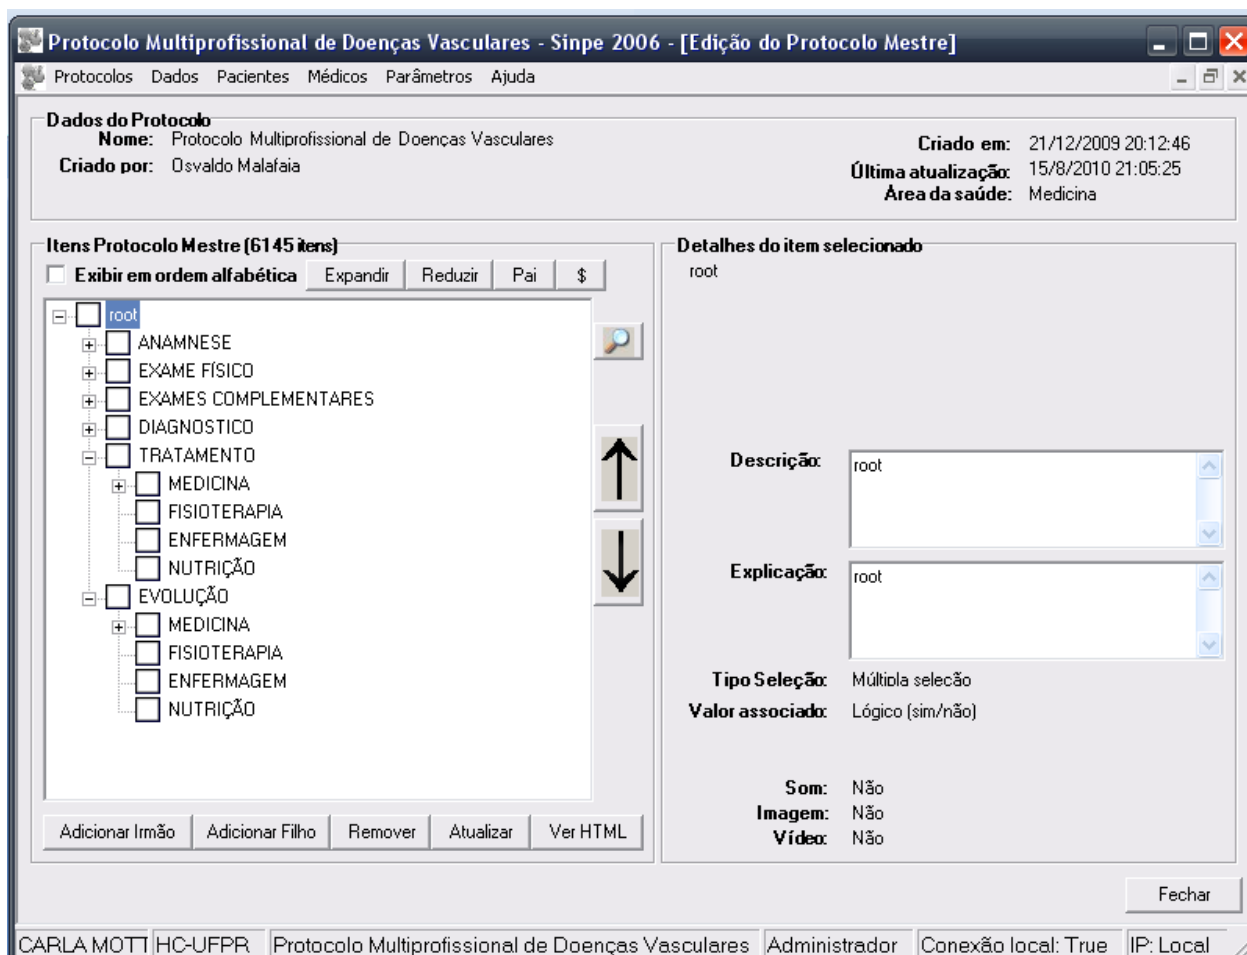 Protocolo Multiprofissional de Doenças Vasculares - Sinpe 2006 - [Edição do Protocolo Mestre]
Protocolos Dados Pacientes Médicos Parâmetros Ajuda
Dados do Protocolo
Nome: Protocolo Multiprofissional de Doenças Vasculares
Criado por: Osvaldo Malafaia
Criado em: 21/12/2009 20:12:46
Última atualização: 15/8/2010 21:05:25
Área da saúde: Medicina
Itens Protocolo Mestre (6145 itens)
Exibir em ordem alfabética Expandir Reduzir Pai $
root
ANAMNESE
EXAME FÍSICO
EXAMES COMPLEMENTARES
DIAGNOSTICO
TRATAMENTO
MEDICINA
FISIOTERAPIA
ENFERMAGEM
NUTRIÇÃO
EVOLUÇÃO
MEDICINA
FISIOTERAPIA
ENFERMAGEM
NUTRIÇÃO
Adicionar Irmão Adicionar Filho Remover Atualizar Ver HTML
Detalhes do item selecionado
root
Descrição: root
Explicação: root
Tipo Seleção: Múltipla seleção
Valor associado: Lógico (sim/não)
Som: Não
Imagem: Não
Vídeo: Não
Fechar
CARLA MOTT HC-UFPR Protocolo Multiprofissional de Doenças Vasculares Administrador Conexão local: True IP: Local